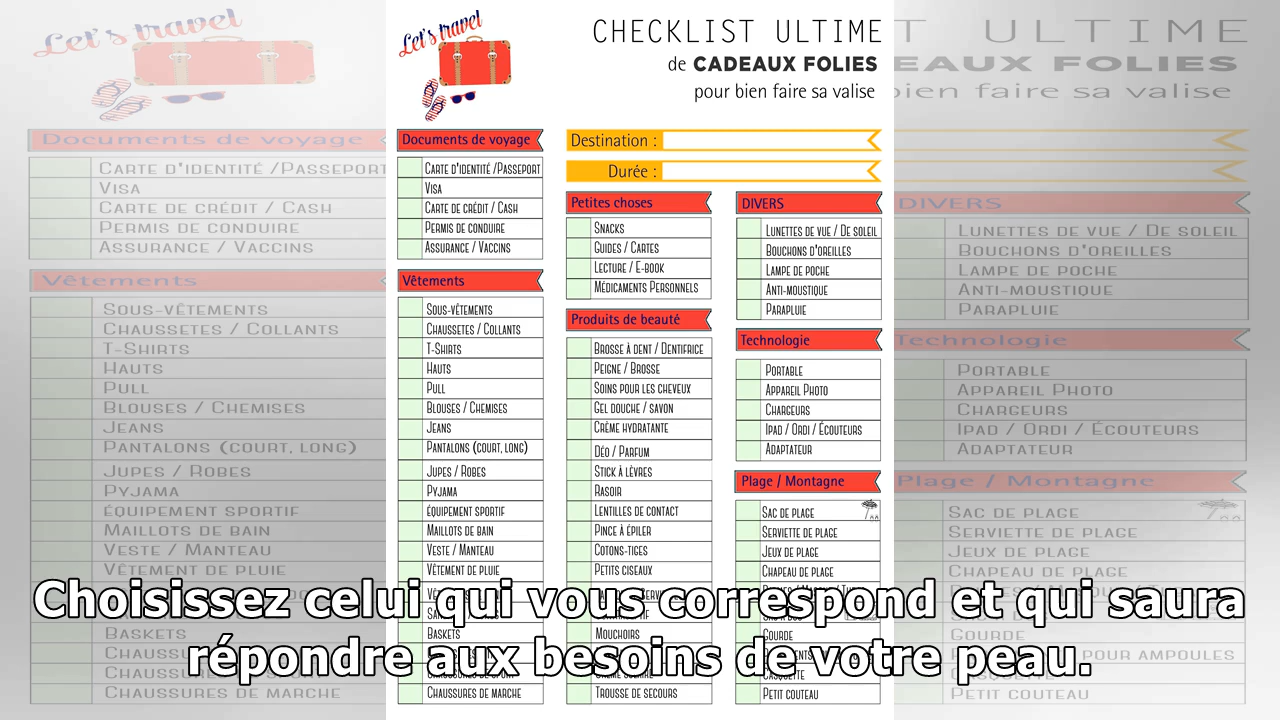 Let's travel
CHECKLIST ULTIME
de CADEAUX FOLIES
pour bien faire sa valise
Documents de voyage
CARTE D'IDENTITÉ /PASSEPORT
VISA
CARTE DE CRÉDIT / CASH
PERMIS DE CONDUIRE
ASSURANCE / VACCINS
Vêtements
SOUS-VÊTEMENTS
CHAUSSETES / COLLANTS
T-SHIRTS
HAUTS
PULL
BLOUSES / CHEMISES
JEANS
PANTALONS (COURT, LONG)
JUPES / ROBES
PYJAMA
ÉQUIPEMENT SPORTIF
MAILLOTS DE BAIN
VESTE / MANTEAU
VÊTEMENT DE PLUIE
BASKETS
CHAUSSURES DE MARCHE
Destination :
Durée :
Petites choses
SNACKS
GUIDES / CARTES
LECTURE / E-BOOK
MÉDICAMENTS PERSONNELS
Produits de beauté
BROSSE À DENT / DENTIFRICE
PEIGNE / BROSSE
SOINS POUR LES CHEVEUX
GEL DOUCHE / SAVON
CRÈME HYDRATANTE
DÉO / PARFUM
STICK À LÈVRES
RASOIR
LENTILLES DE CONTACT
PINCE À ÉPILER
COTONS-TIGES
PETITS CISEAUX
MOUCHOIRS
TROUSSE DE SECOURS
DIVERS
LUNETTES DE VUE / DE SOLEIL
BOUCHONS D'OREILLES
LAMPE DE POCHE
ANTI-MOUSTIQUE
PARAPLUIE
Technologie
PORTABLE
APPAREIL PHOTO
CHARGEURS
IPAD / ORDI / ÉCOUTEURS
ADAPTATEUR
Plage / Montagne
SAC DE PLAGE
SERVIETTE DE PLAGE
JEUX DE PLAGE
CHAPEAU DE PLAGE
GOURDE
CASQUETTE
PETIT COUTEAU
Choisissez celui qui vous correspond et qui saura
répondre aux besoins de votre peau.